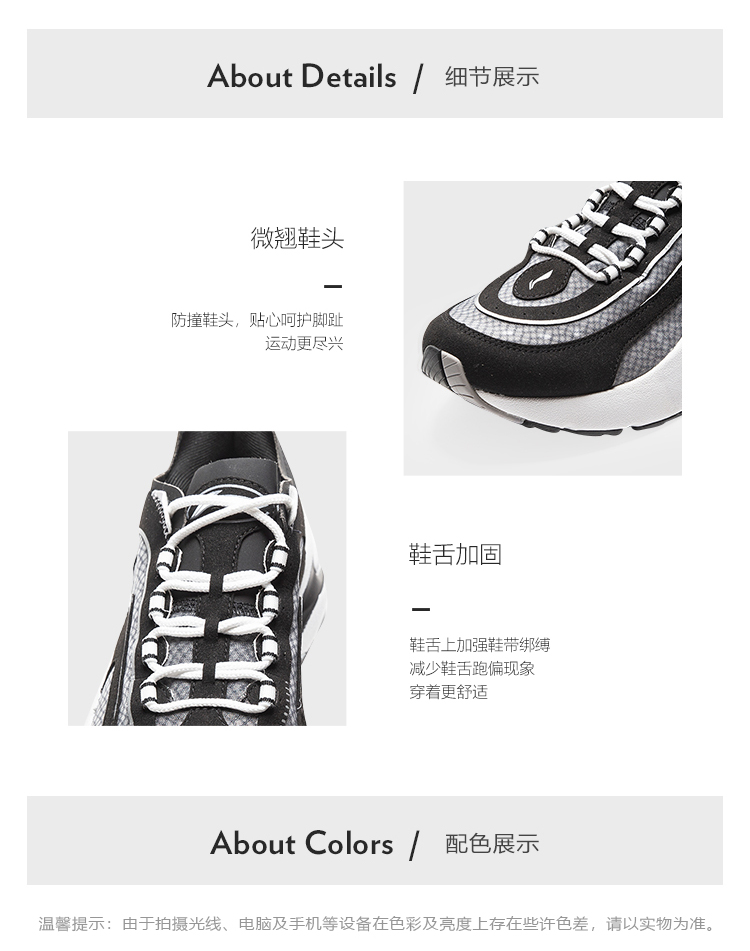 About Details / 细节展示
微翘鞋头
防撞鞋头，贴心呵护脚趾
运动更尽兴
鞋舌加固
鞋舌上加强鞋带绑缚
减少鞋舌跑偏现象
穿着更舒适
About Colors / 配色展示
温馨提示：由于拍摄光线、电脑及手机等设备在色彩及亮度上存在些许色差，请以实物为准。